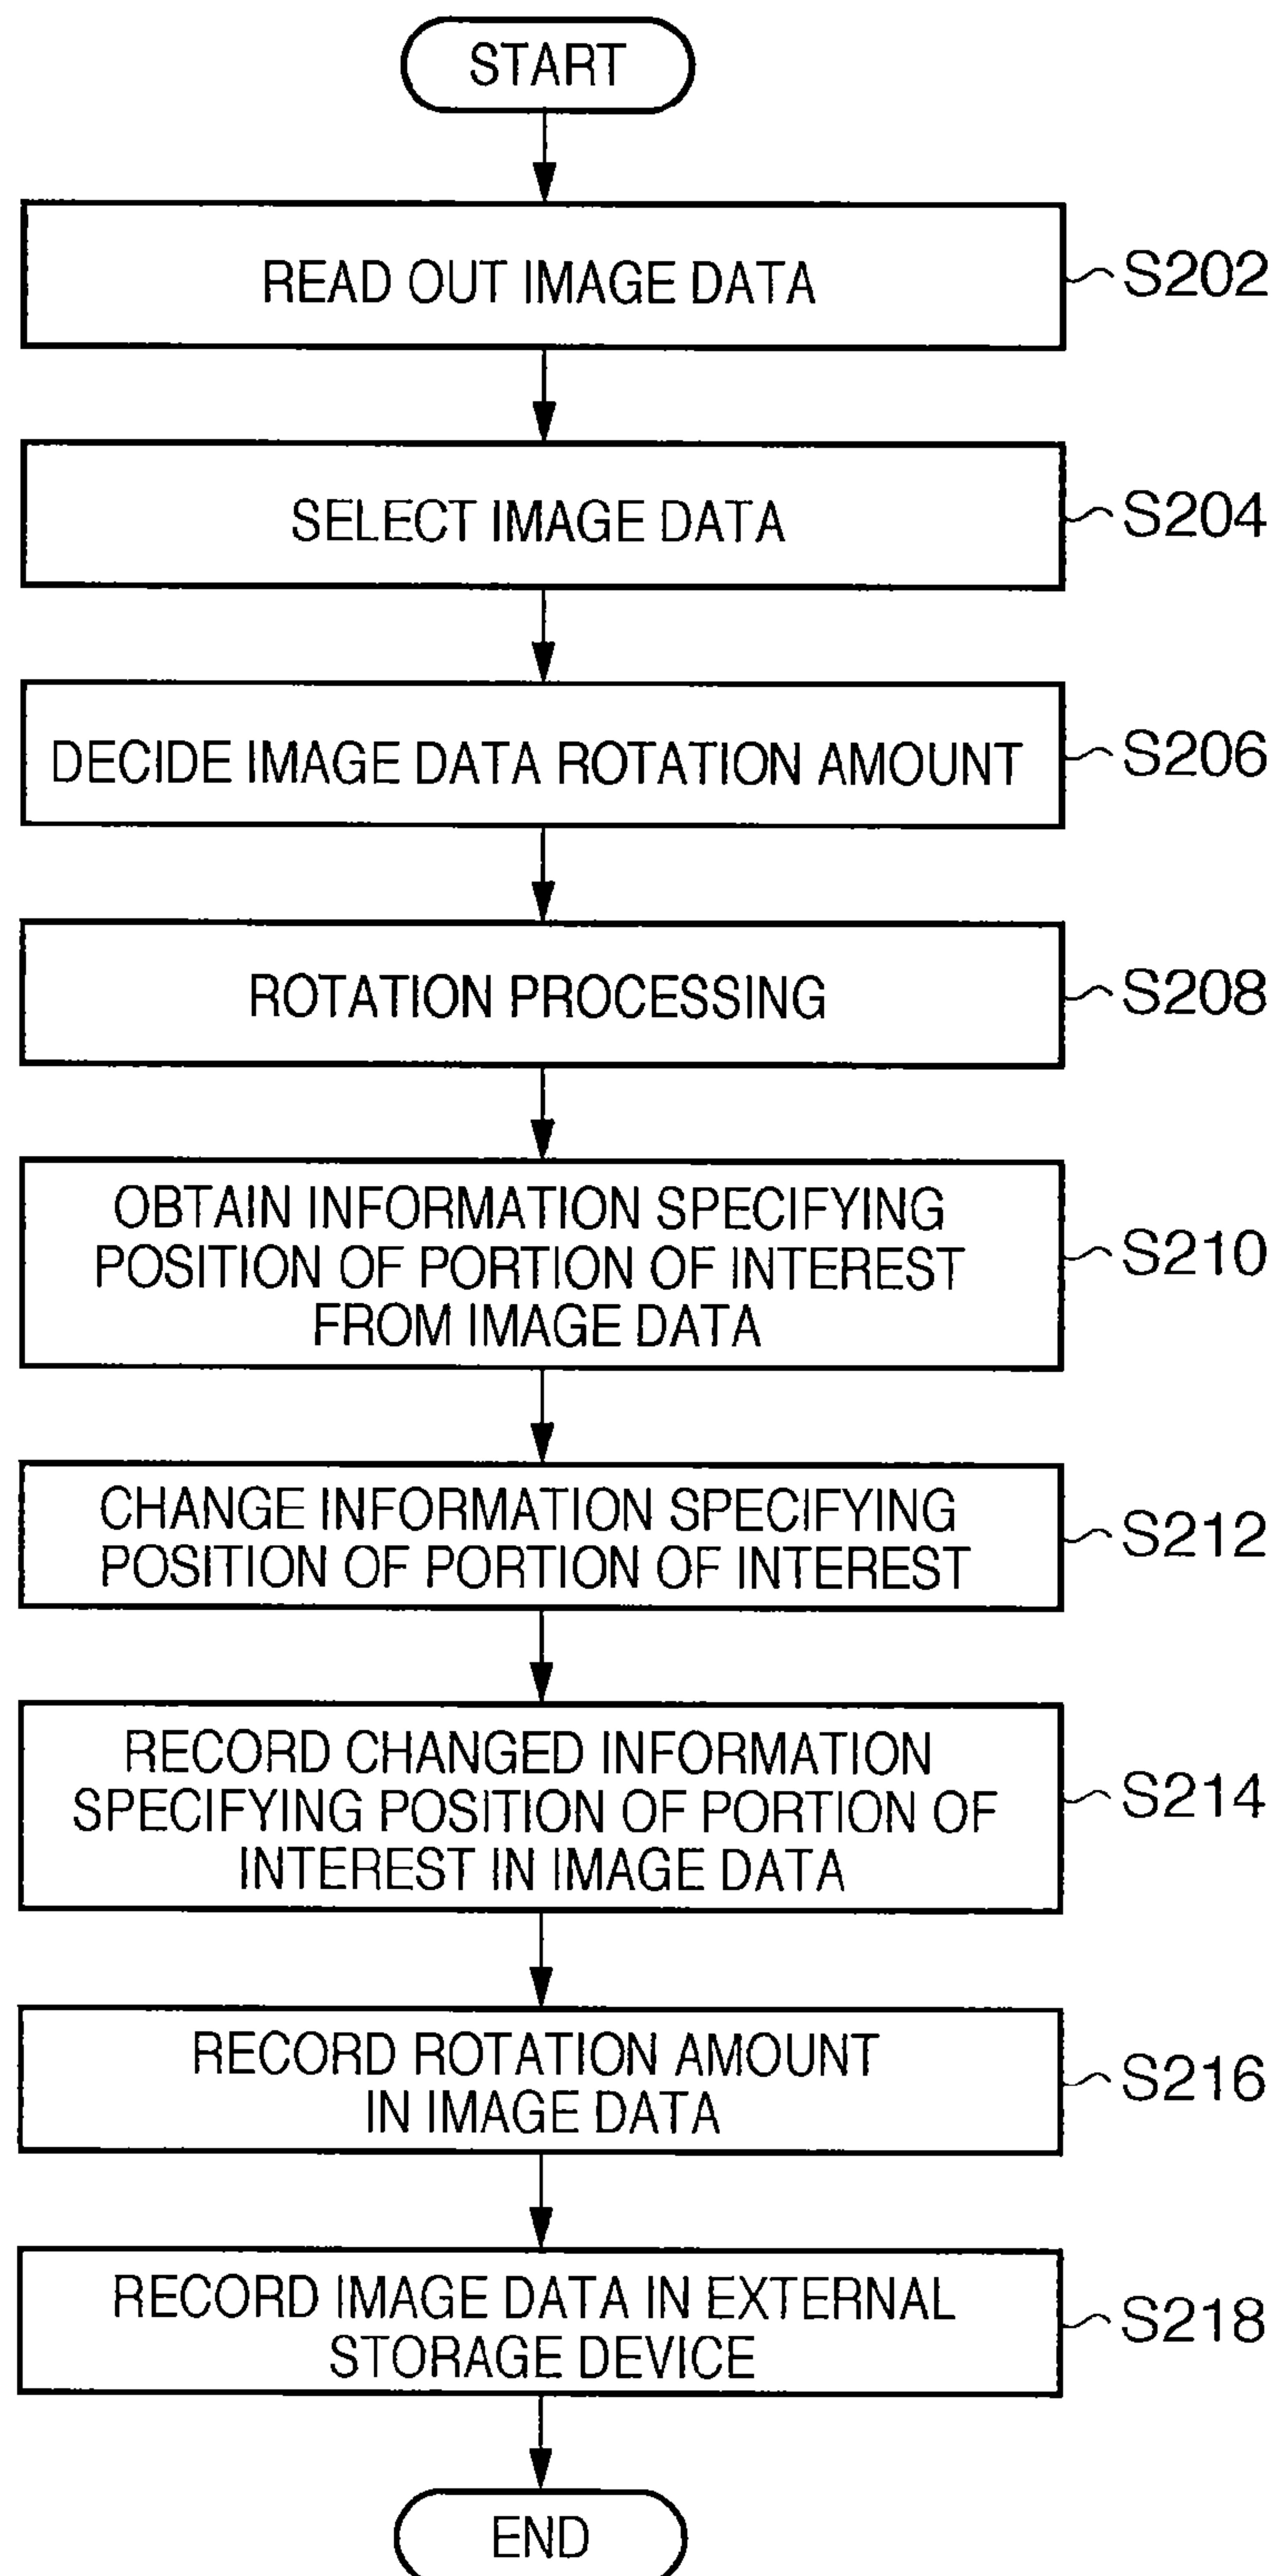 START
READ OUT IMAGE DATA
S202
SELECT IMAGE DATA
S204
DECIDE IMAGE DATA ROTATION AMOUNT
S206
ROTATION PROCESSING
S208
OBTAIN INFORMATION SPECIFYING
POSITION OF PORTION OF INTEREST
FROM IMAGE DATA
S210
CHANGE INFORMATION SPECIFYING
POSITION OF PORTION OF INTEREST
S212
RECORD CHANGED INFORMATION
SPECIFYING POSITION OF PORTION OF
INTEREST IN IMAGE DATA
S214
RECORD ROTATION AMOUNT
IN IMAGE DATA
S216
RECORD IMAGE DATA IN EXTERNAL
STORAGE DEVICE
S218
END